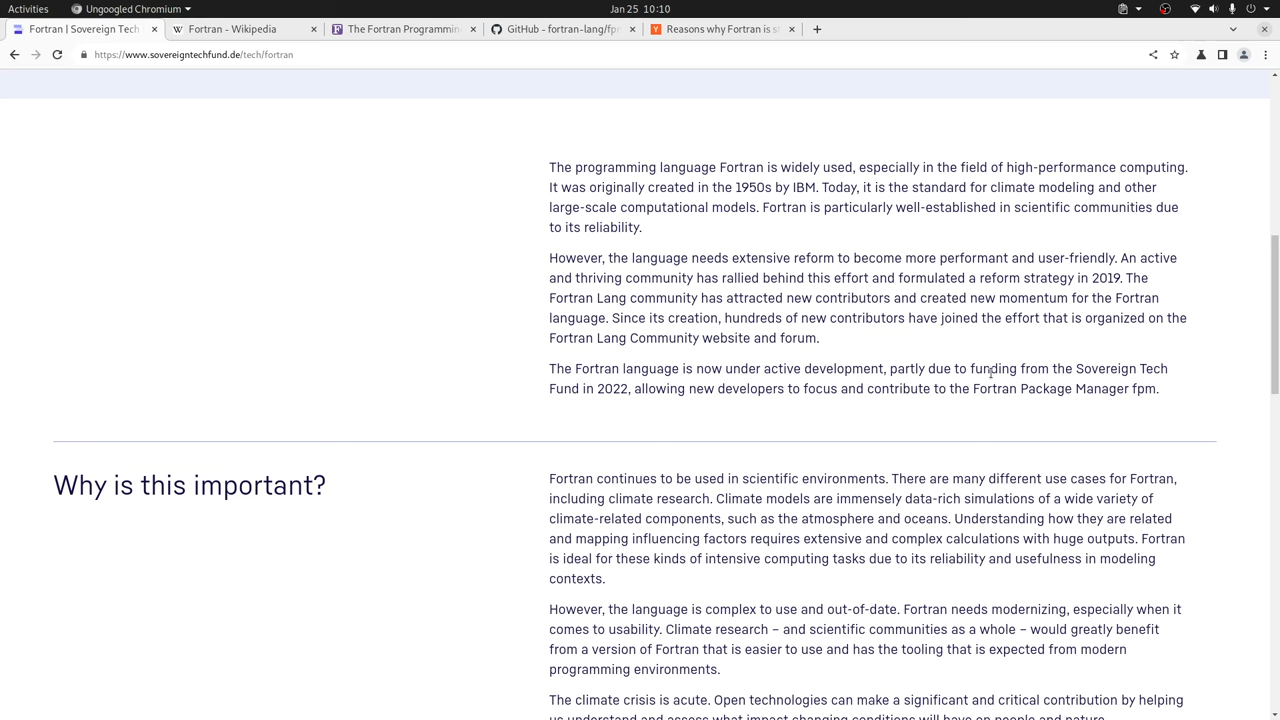 Activities
Ungoogled Chromium
Jan 25 10:10
Fortran | Sovereign Tech
Fortran - Wikipedia
The Fortran Programmin
GitHub - fortran-lang/fpm
Reasons why Fortran is s
https://www.sovereigntechfund.de/tech/fortran
The programming language Fortran is widely used, especially in the field of high-performance computing.
It was originally created in the 1950s by IBM. Today, it is the standard for climate modeling and other
large-scale computational models. Fortran is particularly well-established in scientific communities due
to its reliability.
However, the language needs extensive reform to become more performant and user-friendly. An active
and thriving community has rallied behind this effort and formulated a reform strategy in 2019. The
Fortran Lang community has attracted new contributors and created new momentum for the Fortran
language. Since its creation, hundreds of new contributors have joined the effort that is organized on the
Fortran Lang Community website and forum.
The Fortran language is now under active development, partly due to funding from the Sovereign Tech
Fund in 2022, allowing new developers to focus and contribute to the Fortran Package Manager fpm.
Why is this important?
Fortran continues to be used in scientific environments. There are many different use cases for Fortran,
including climate research. Climate models are immensely data-rich simulations of a wide variety of
climate-related components, such as the atmosphere and oceans. Understanding how they are related
and mapping influencing factors requires extensive and complex calculations with huge outputs. Fortran
is ideal for these kinds of intensive computing tasks due to its reliability and usefulness in modeling
contexts.
However, the language is complex to use and out-of-date. Fortran needs modernizing, especially when it
comes to usability. Climate research – and scientific communities as a whole – would greatly benefit
from a version of Fortran that is easier to use and has the tooling that is expected from modern
programming environments.
The climate crisis is acute. Open technologies can make a significant and critical contribution by helping
us understand and assess what impact changing conditions will have on people and nature.